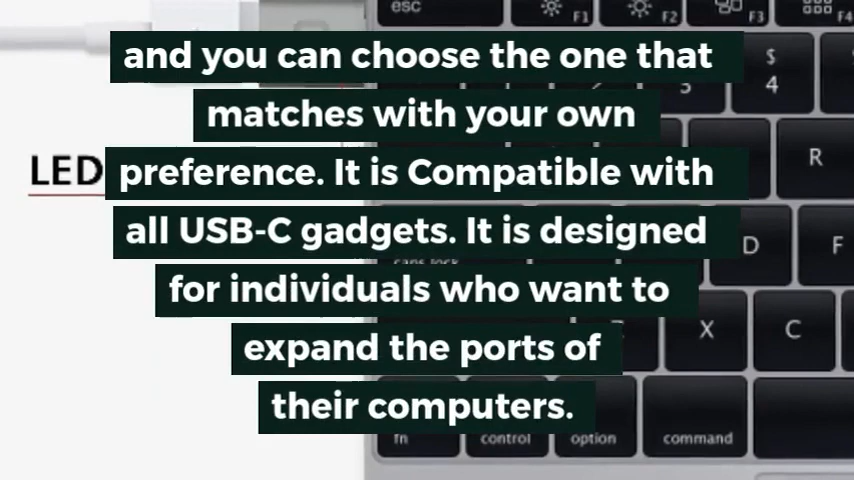 esc F1 F2 F3 F4
and you can choose the one that
$
4
matches with your own
R
LED
preference. It is Compatible with
all USB-C gadgets. It is designed
D F
for individuals who want to
X C
expand the ports of
their computers.
fn control option command